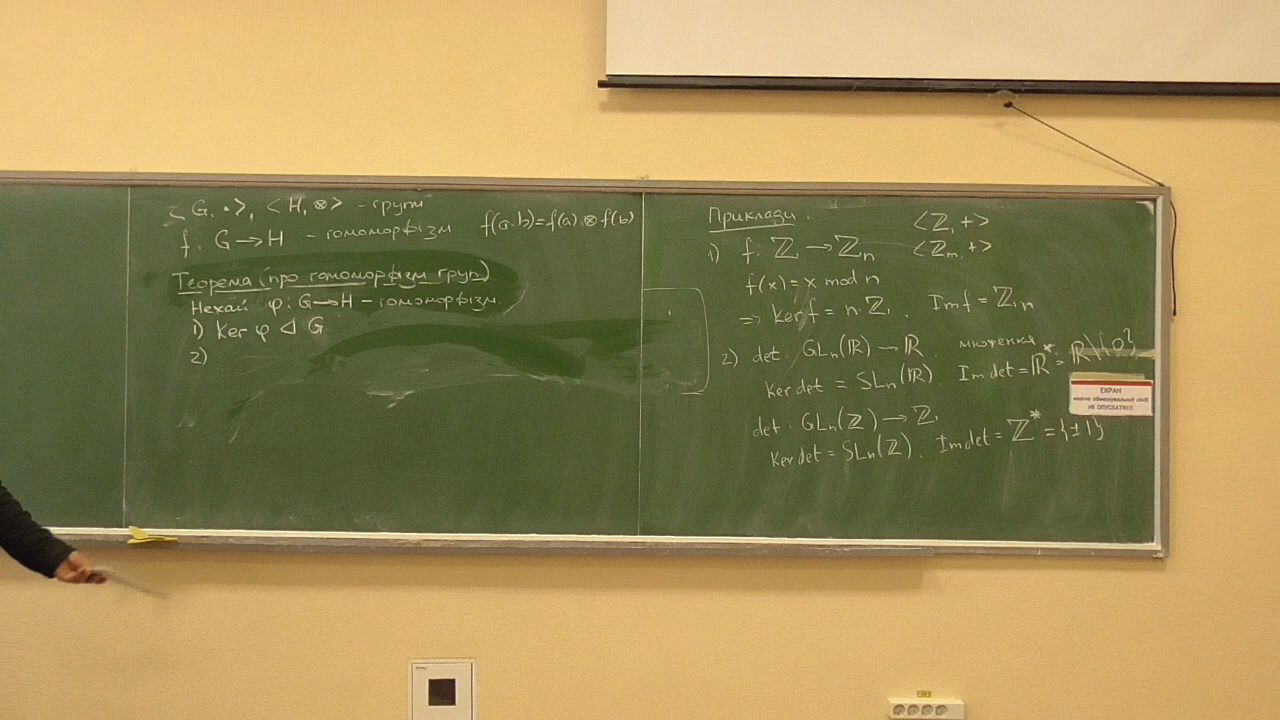 < G, •>, < H, ⊗> - групи
f: G→H - гомоморфізм f(a·b)=f(a)⊗f(b)
Теорема (про гомоморфізм груп)
Нехай φ: G→H - гомоморфізм.
1) Ker φ ⊲ G
2)
Приклади:
<ℤ, +>
1) f: ℤ → ℤn <ℤm, +>
f(x) = x mod n
=> Ker f = n·ℤ, Im f = ℤn
2) det: GLn(ℝ) → ℝ множення
Ker det = SLn(ℝ), Im det = ℝ* = ℝ\{0}
det: GLn(ℤ) → ℤ,
Ker det = SLn(ℤ), Im det = ℤ* = {±1}
ЕКРАН
НЕ ОПУСКАТИ